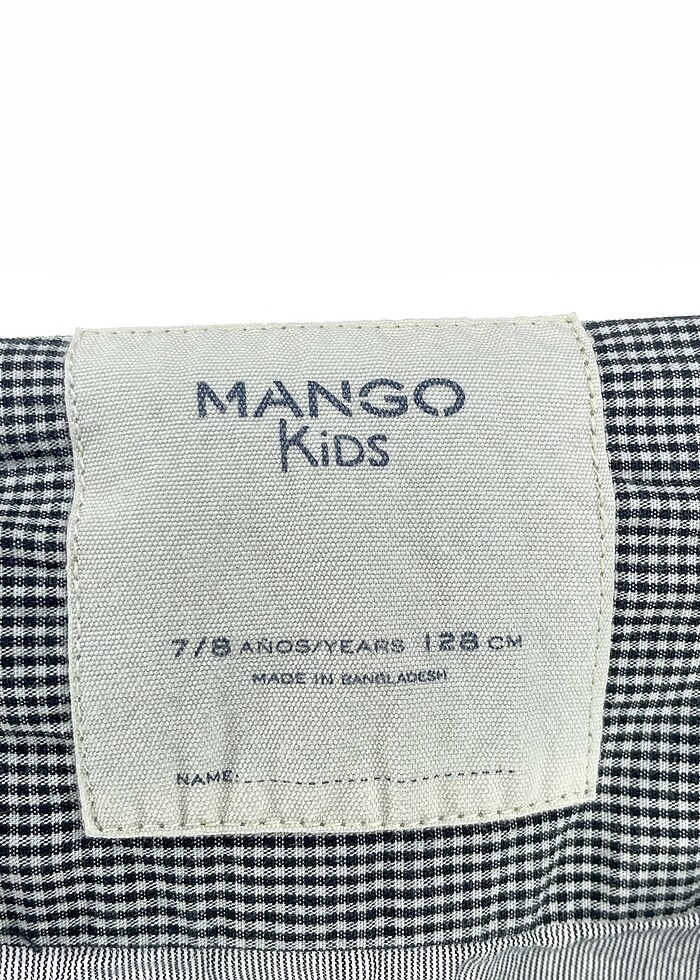 MANGO
KiDS
7/8 AÑOS/YEARS 128 CM
MADE IN BANGLADESH
NAME: